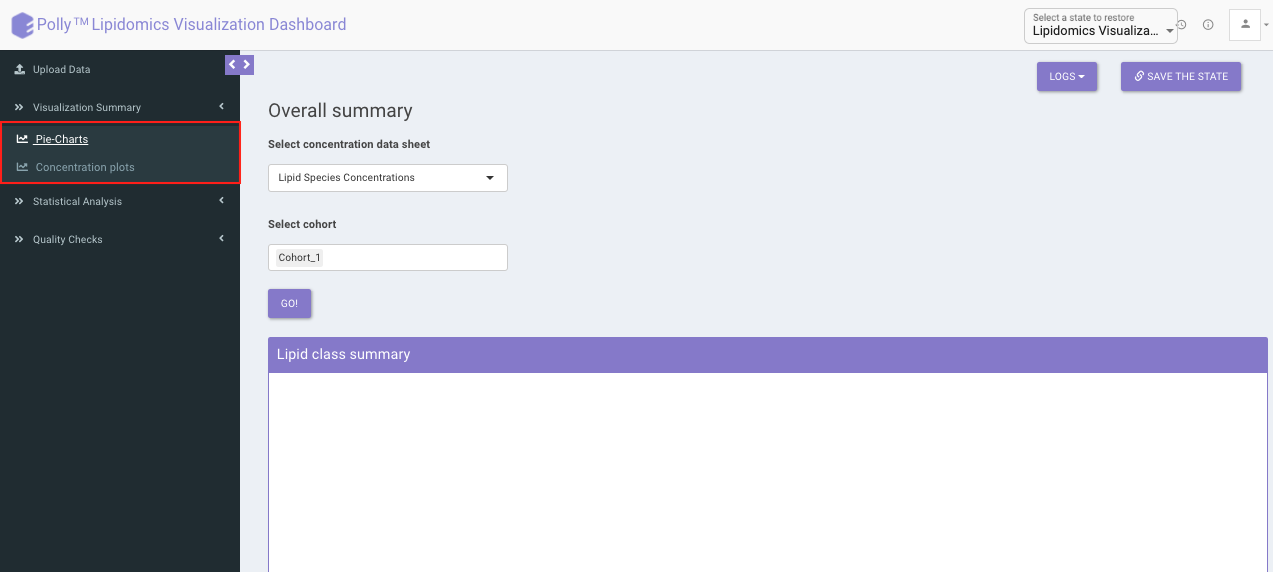 Polly™ Lipidomics Visualization Dashboard
Select a state to restore
Lipidomics Visualiza...
Upload Data
Visualization Summary
Pie-Charts
Concentration plots
Statistical Analysis
Quality Checks
LOGS
SAVE THE STATE
Overall summary
Select concentration data sheet
Lipid Species Concentrations
Select cohort
Cohort_1
GO!
Lipid class summary